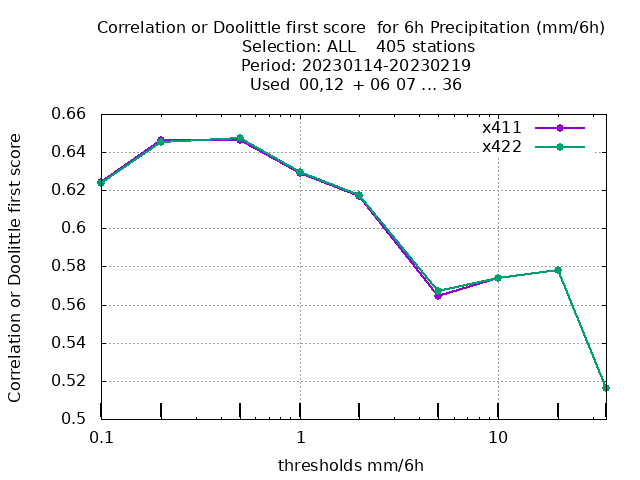 Correlation or Doolittle first score  for 6h Precipitation (mm/6h)
Selection: ALL    405 stations
Period: 20230114-20230219
Used  00,12  + 06 07 ... 36
x411
x422
Correlation or Doolittle first score
0.66
0.64
0.62
0.6
0.58
0.56
0.54
0.52
0.5
0.1
1
10
thresholds mm/6h